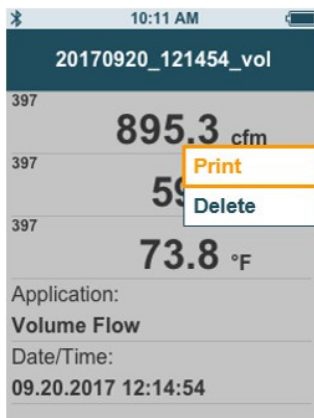 10:11 AM
20170920_121454_vol
397
895.3 cfm
397
Print
Delete
397
73.8 °F
Application:
Volume Flow
Date/Time:
09.20.2017 12:14:54